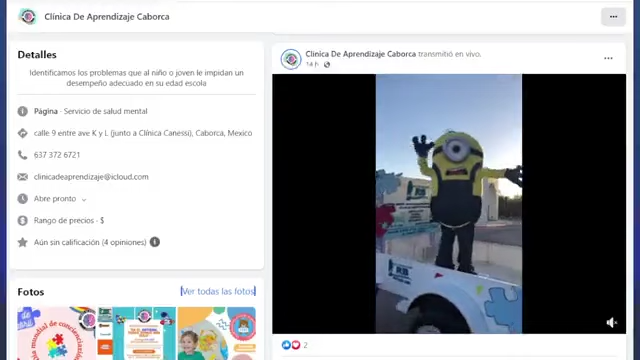 Clínica De Aprendizaje Caborca
Detalles
Identificamos los problemas que al niño o joven le impidan un
desempeño adecuado en su edad escola
Página · Servicio de salud mental
calle 9 entre ave K y L (junto a Clínica Canessi), Caborca, Mexico
637 372 6721
clinicadeaprendizaje@icloud.com
Abre pronto
Rango de precios · $
Aún sin calificación (4 opiniones)
Fotos
Ver todas las fotos
Clínica De Aprendizaje Caborca transmitió en vivo.
2